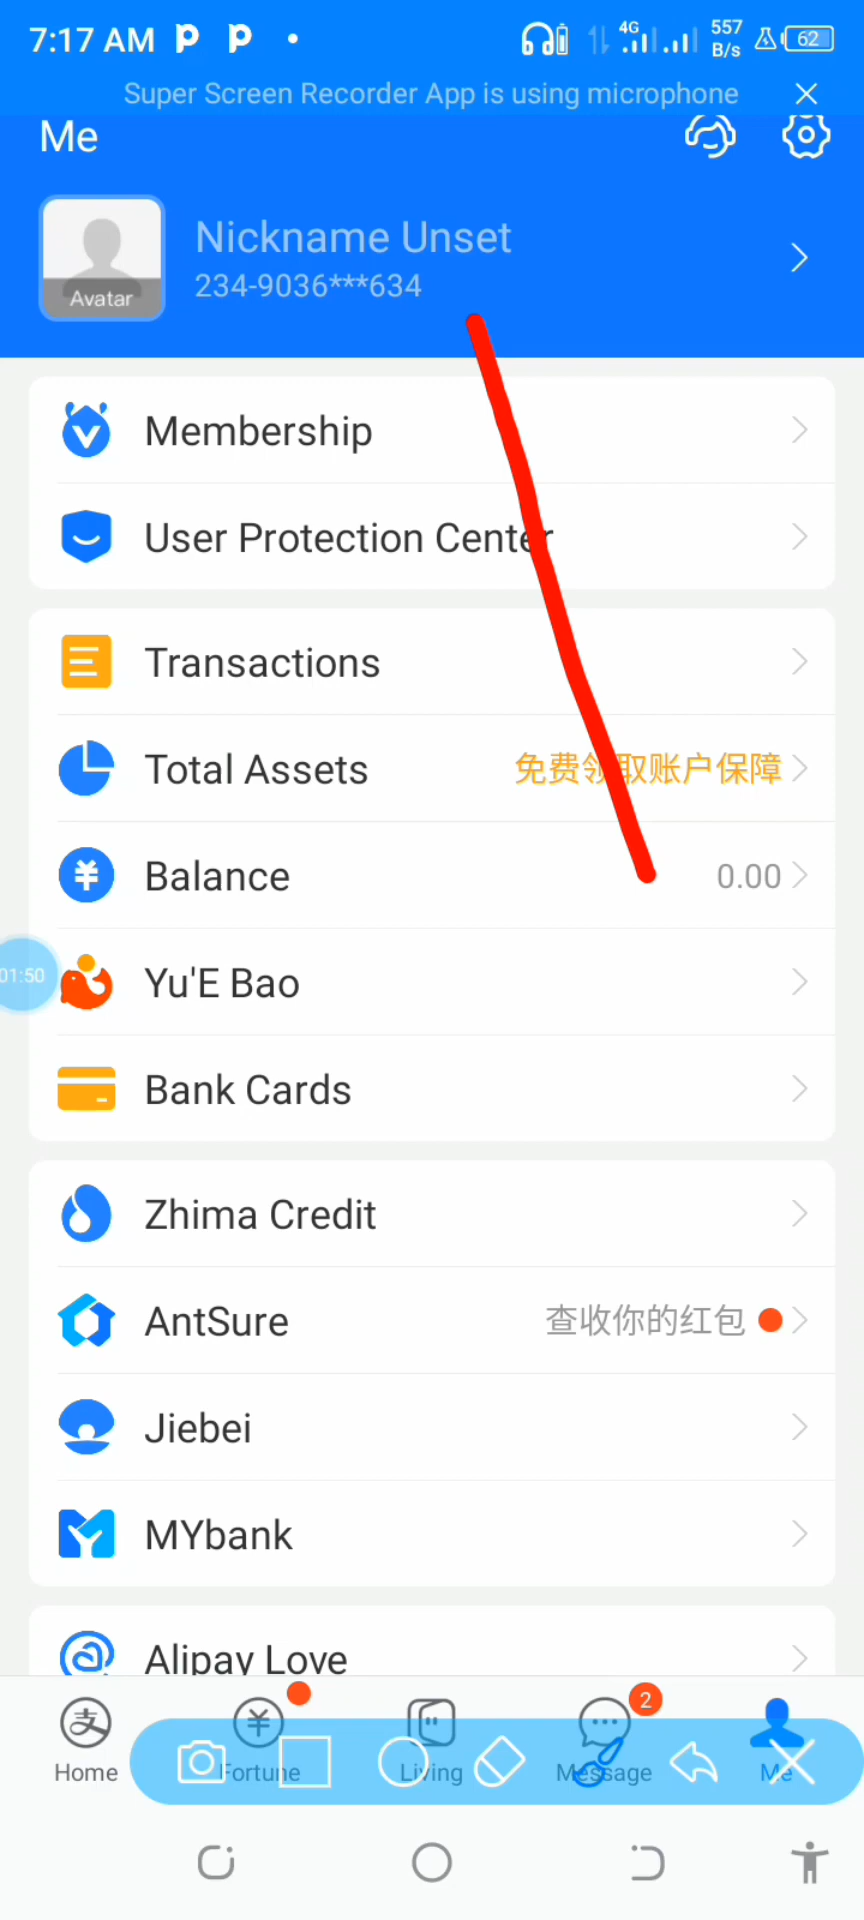 7:17 AM
4G
557
B/s
62
Super Screen Recorder App is using microphone
Me
Avatar
Nickname Unset
234-9036***634
Membership
User Protection Center
Transactions
Total Assets 免费领取账户保障
Balance 0.00
01:50
Yu'E Bao
Bank Cards
Zhima Credit
AntSure 查收你的红包
Jiebei
MYbank
Alipay Love
2
Home Fortune Living Message Me